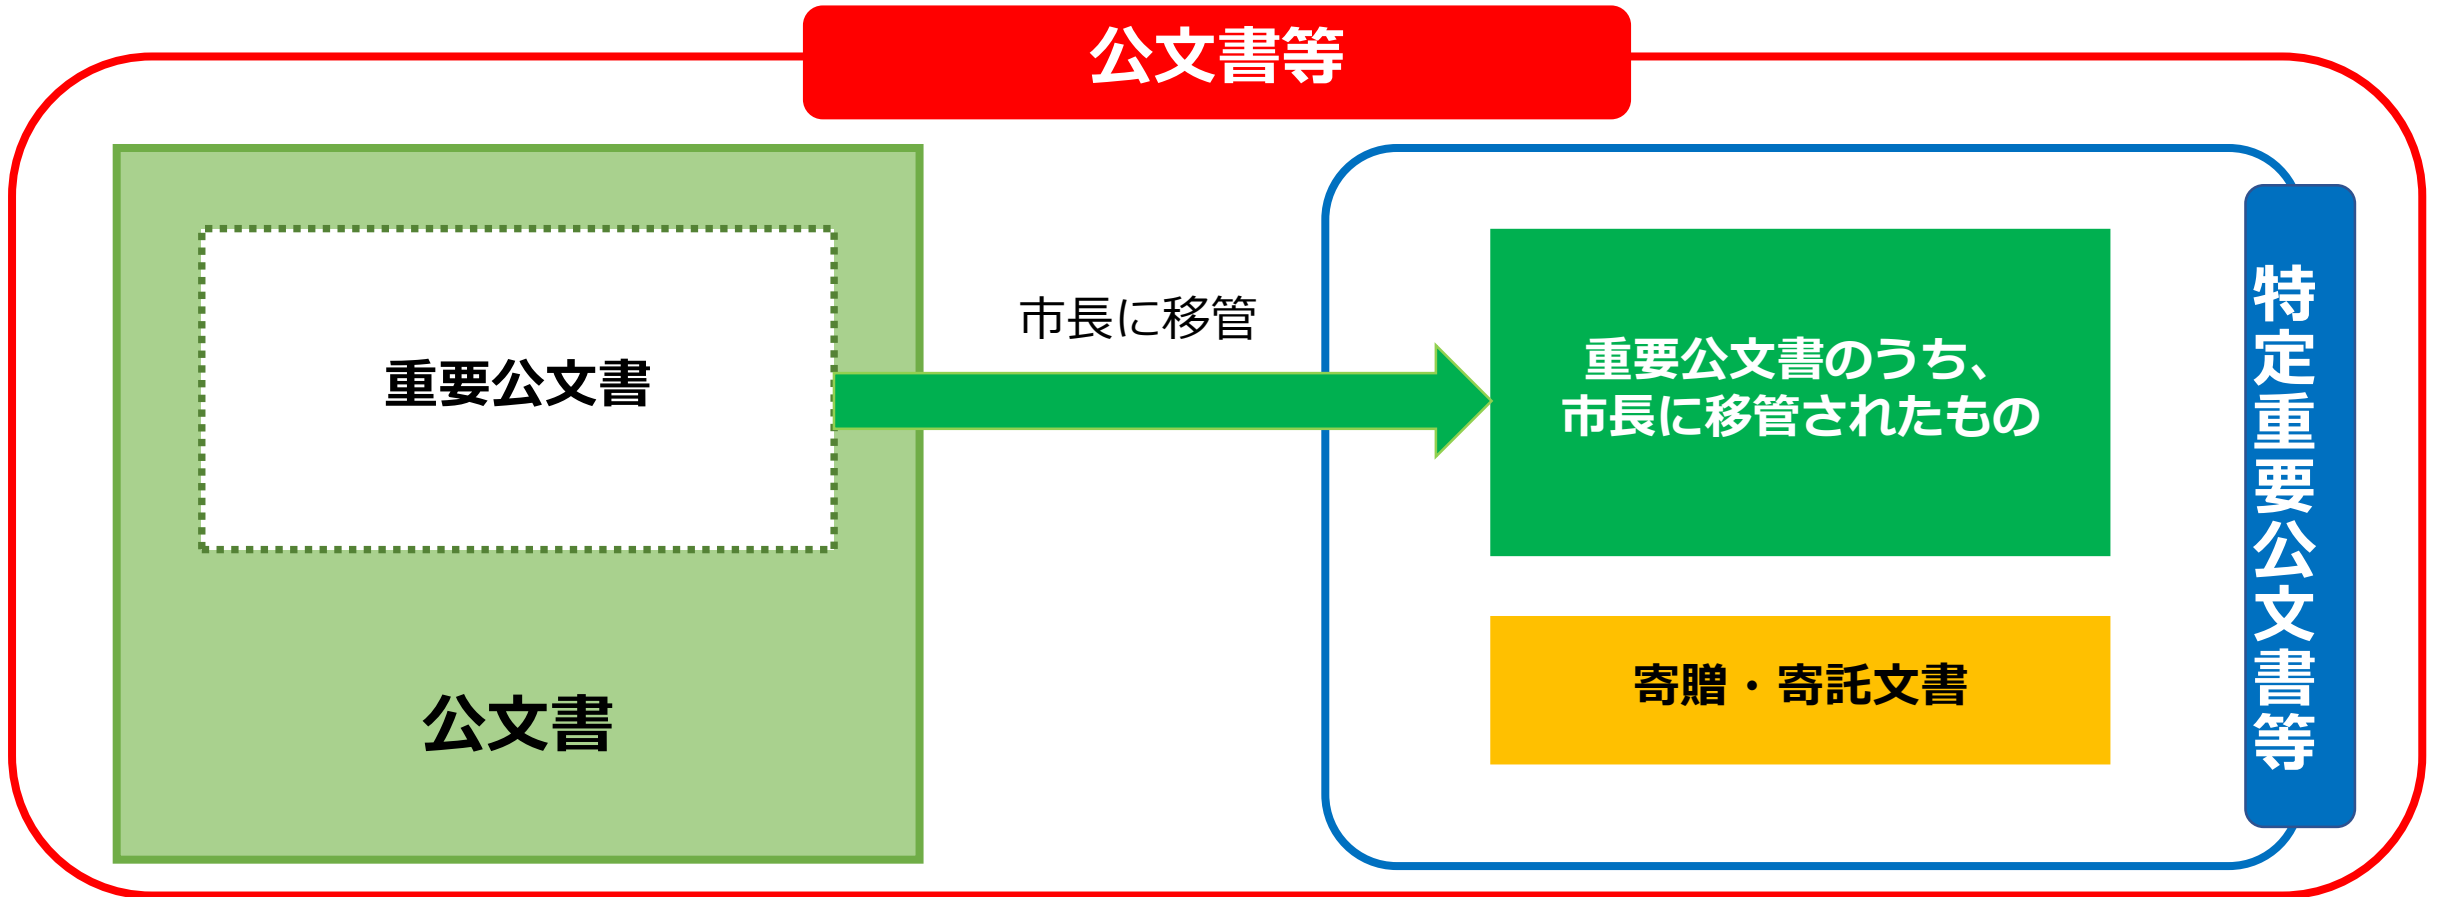 公文書等
重要公文書
公文書
市長に移管
重要公文書のうち、
市長に移管されたもの
寄贈・寄託文書
特定重要公文書等